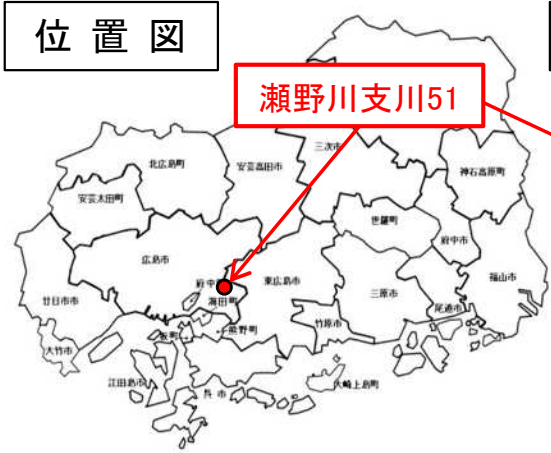 位置図
瀬野川支川51
三次市
北広島町
安芸高田市
神石高原町
安芸太田町
世羅町
府中市
広島市
府中
東広島市
福山市
海田町
三原市
廿日市市
尾道市
坂町
熊野町
竹原市
大竹市
江田島市
呉市
大崎上島町